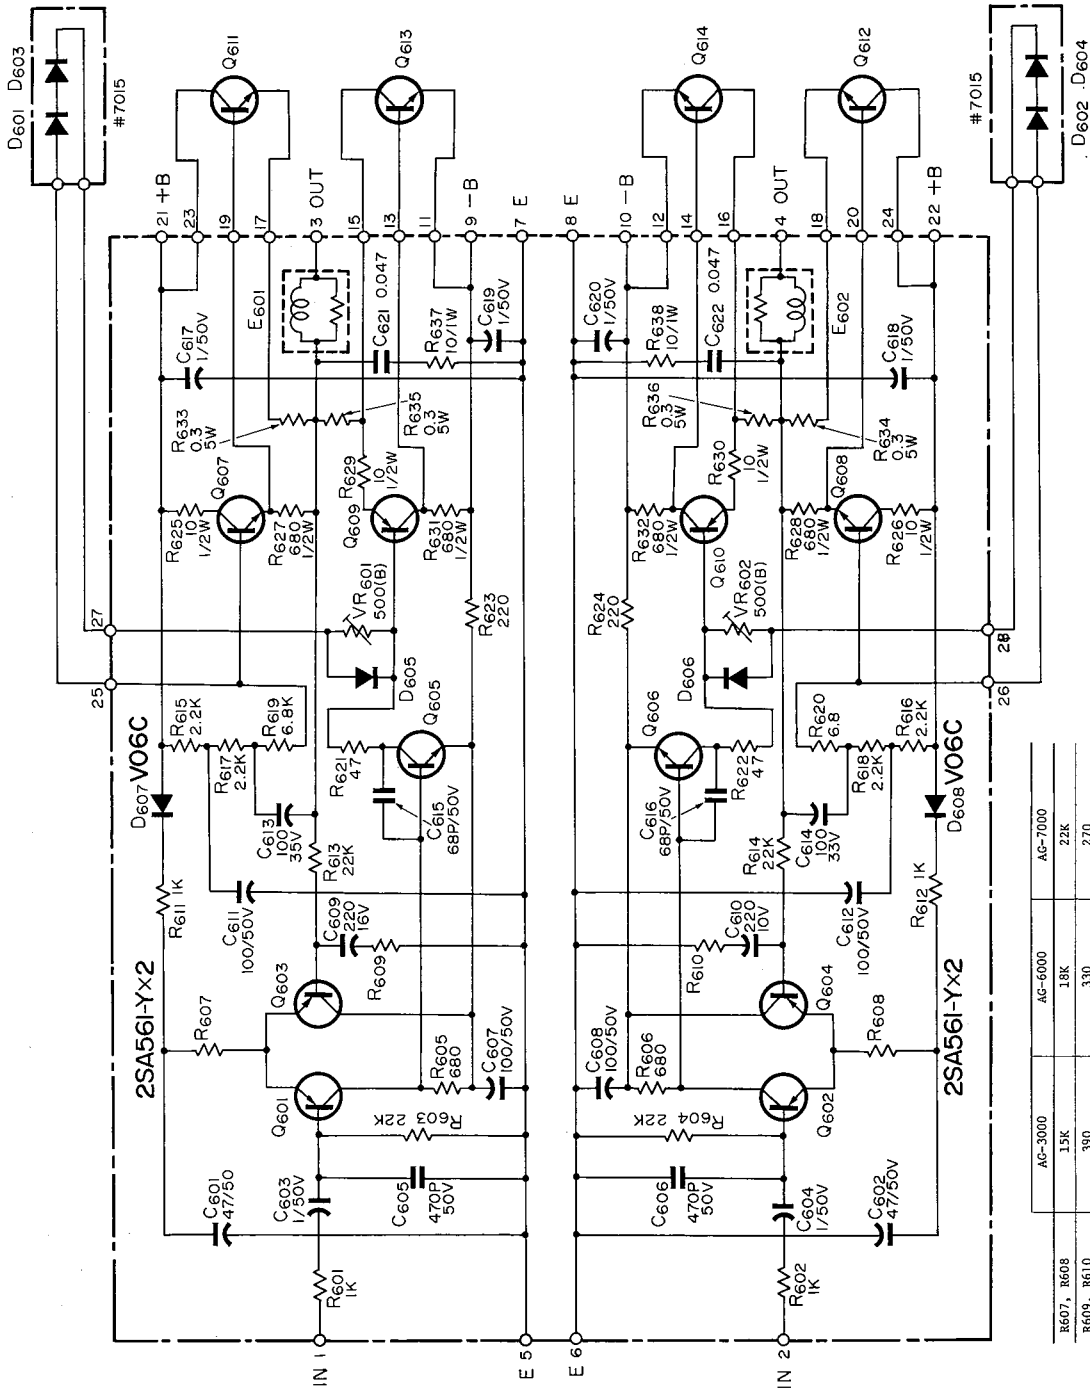 D601 D603
#7015
Q611
Q613
Q614
Q612
#7015
D602 .D604
21 +B
23
19
17
3 OUT
15
13
11
9 -B
7 E
8 E
10 -B
12
14
16
4 OUT
18
20
24
22 +B
C617
1/50V
E601
C621 0.047
R637
10/1W
C619
1/50V
C620
1/50V
R638
10/1W
C622 0.047
E602
C618
1/50V
R633
0.3
5W
R635
0.3
5W
R636
0.3
5W
R634
0.3
5W
Q607
R625
10
1/2W
R627
680
1/2W
R629
10
1/2W
Q609
R631
680
1/2W
R632
680
1/2W
Q610
R630
10
1/2W
R628
680
1/2W
Q608
R626
10
1/2W
27
25
VR601
500(B)
D605
R623
220
R624
220
VR602
500(B)
D606
28
26
R615
2.2K
R617
2.2K
R619
6.8K
R621
47
Q605
Q606
R622
47
R620
6.8
R618
2.2K
R616
2.2K
D607 V06C
C613
100
35V
C615
68P/50V
C616
68P/50V
C614
100
33V
D608 V06C
R611 1K
C611
100/50V
R613
22K
R614
22K
C612
100/50V
R612 1K
2SA561-Y×2
Q603
C609
220
16V
R609
R610
C610
220
10V
Q604
2SA561-Y×2
R607
Q601
R605
680
C607
100/50V
C608
100/50V
R606
680
Q602
R608
R603 22K
R604 22K
C601
47/50
C603
1/50V
C605
470P
50V
C606
470P
50V
C604
1/50V
C602
47/50V
R601
1K
R602
1K
IN 1
E 5
E 6
IN 2
AG-3000 AG-6000 AG-7000
R607, R608 15K 18K 22K
R609, R610 390 330 270